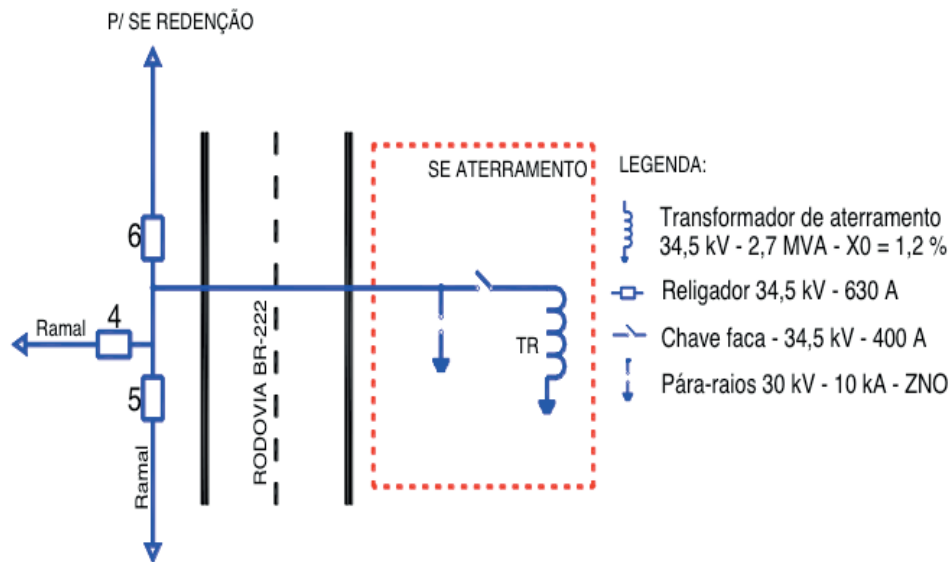 P/ SE REDENÇÃO
SE ATERRAMENTO
LEGENDA:
Transformador de aterramento
34,5 kV - 2,7 MVA - X0 = 1,2 %
6
Religador 34,5 kV - 630 A
4
Ramal
Chave faca - 34,5 kV - 400 A
TR
5
Pára-raios 30 kV - 10 kA - ZNO
RODOVIA BR-222
Ramal